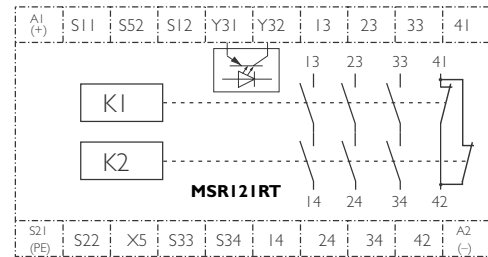 A1 (+) S11 S52 S12 Y31 Y32 13 23 33 41
13 23 33 41
K1
K2
MSR121RT
14 24 34 42
S21 (PE) S22 X5 S33 S34 14 24 34 42 A2 (–)